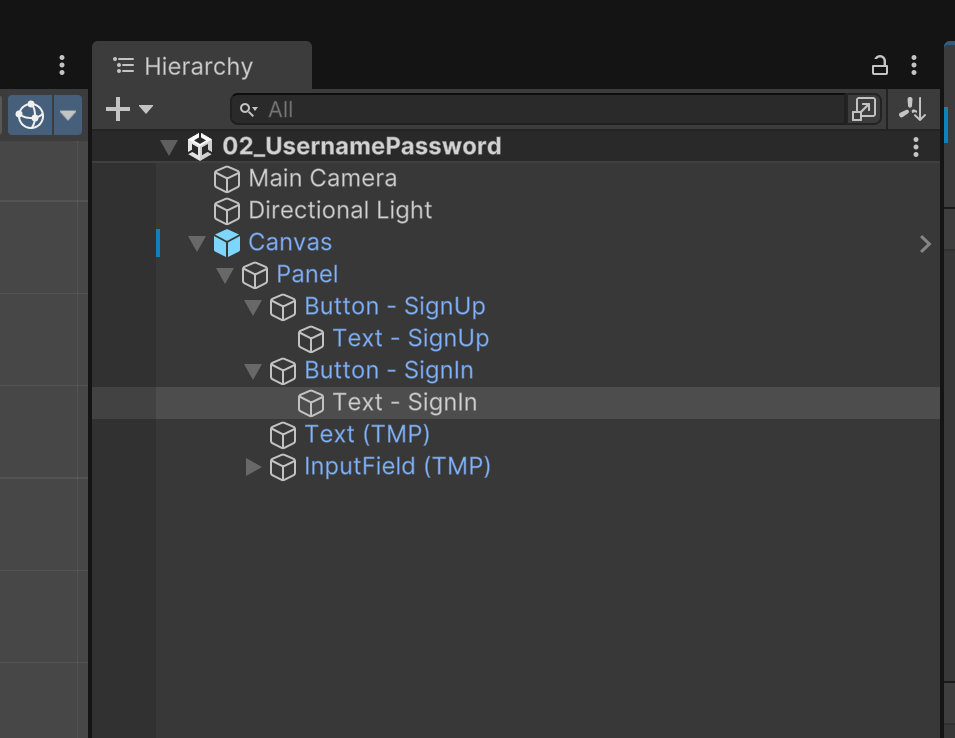 Hierarchy
All
02_UsernamePassword
Main Camera
Directional Light
Canvas
Panel
Button - SignUp
Text - SignUp
Button - SignIn
Text - SignIn
Text (TMP)
InputField (TMP)